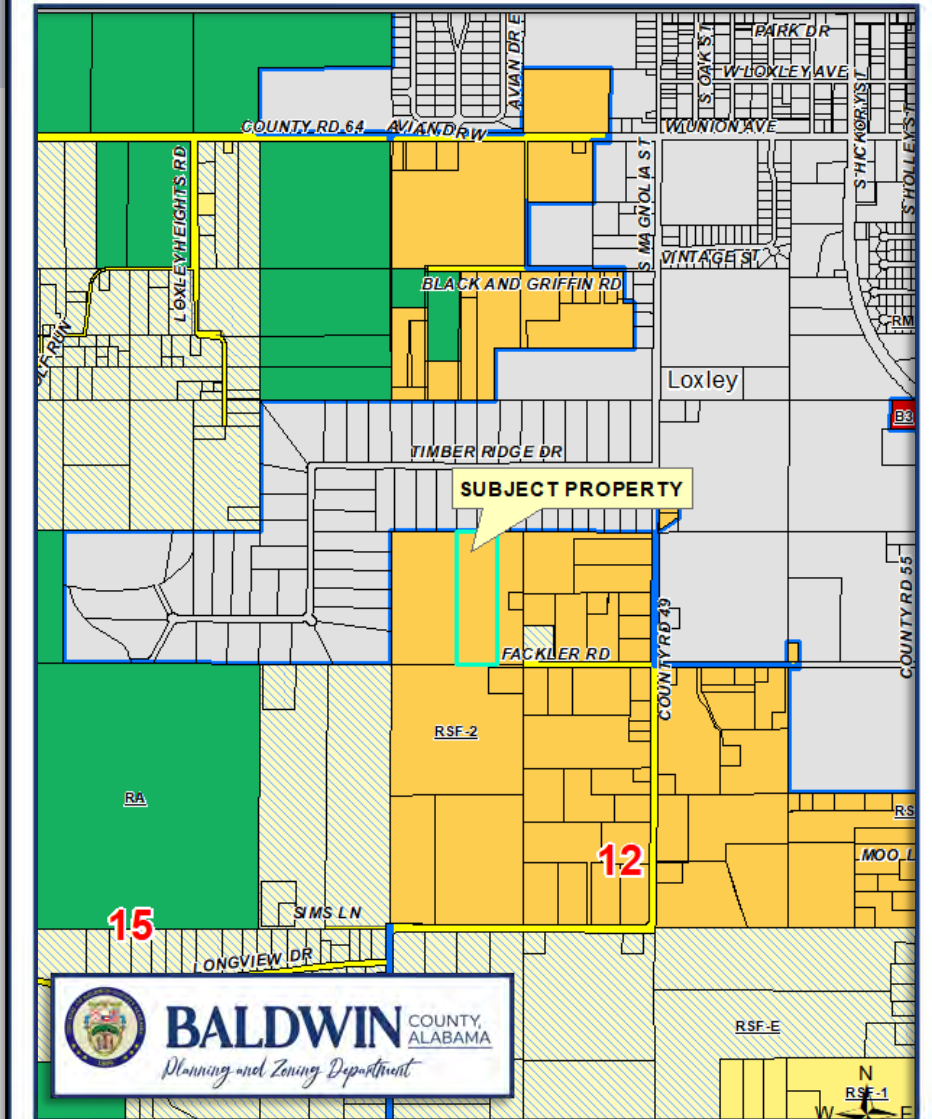 PARK DR
S OAK ST
AVIAN DR E
W LOXLEY AVE
COUNTY RD 64
AVIAN DR W
W UNION AVE
S HICKORY ST
S HOLLEY ST
LOXLEY HEIGHTS RD
S MAGNOLIA ST
VINTAGE ST
BLACK AND GRIFFIN RD
RM
RUN
Loxley
B3
TIMBER RIDGE DR
SUBJECT PROPERTY
COUNTY RD 55
COUNTY RD 49
FACKLER RD
RSF-2
RA
RS
MOO L
12
15
SIMS LN
LONGVIEW DR
BALDWIN COUNTY,
ALABAMA
Planning and Zoning Department
RSF-E
N
RSF-1
W E